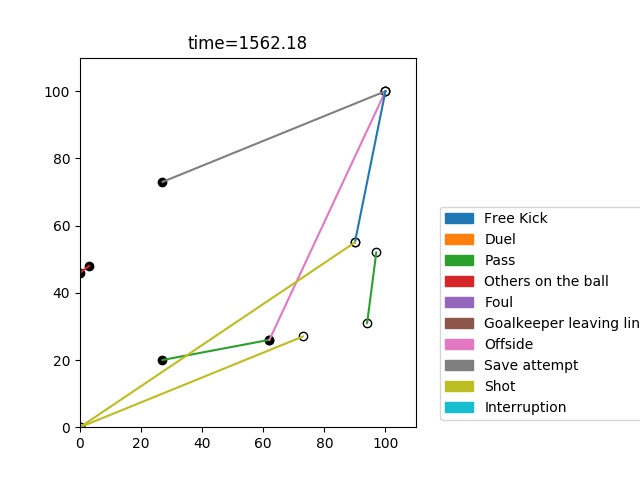 time=1562.18
100
80
60
40
20
0
0 20 40 60 80 100
Free Kick
Duel
Pass
Others on the ball
Foul
Goalkeeper leaving lin
Offside
Save attempt
Shot
Interruption